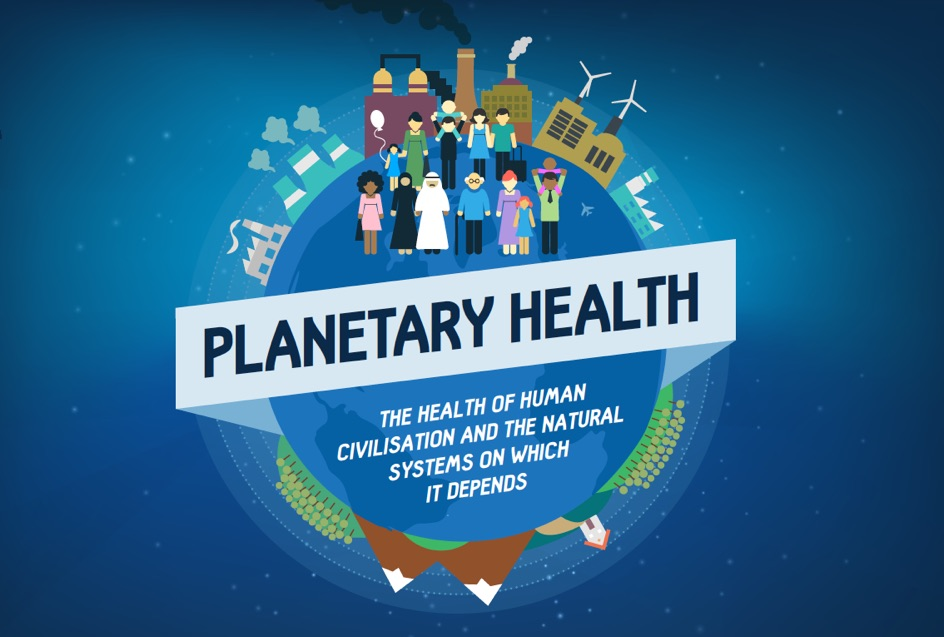 PLANETARY HEALTH
THE HEALTH OF HUMAN
CIVILISATION AND THE NATURAL
SYSTEMS ON WHICH
IT DEPENDS